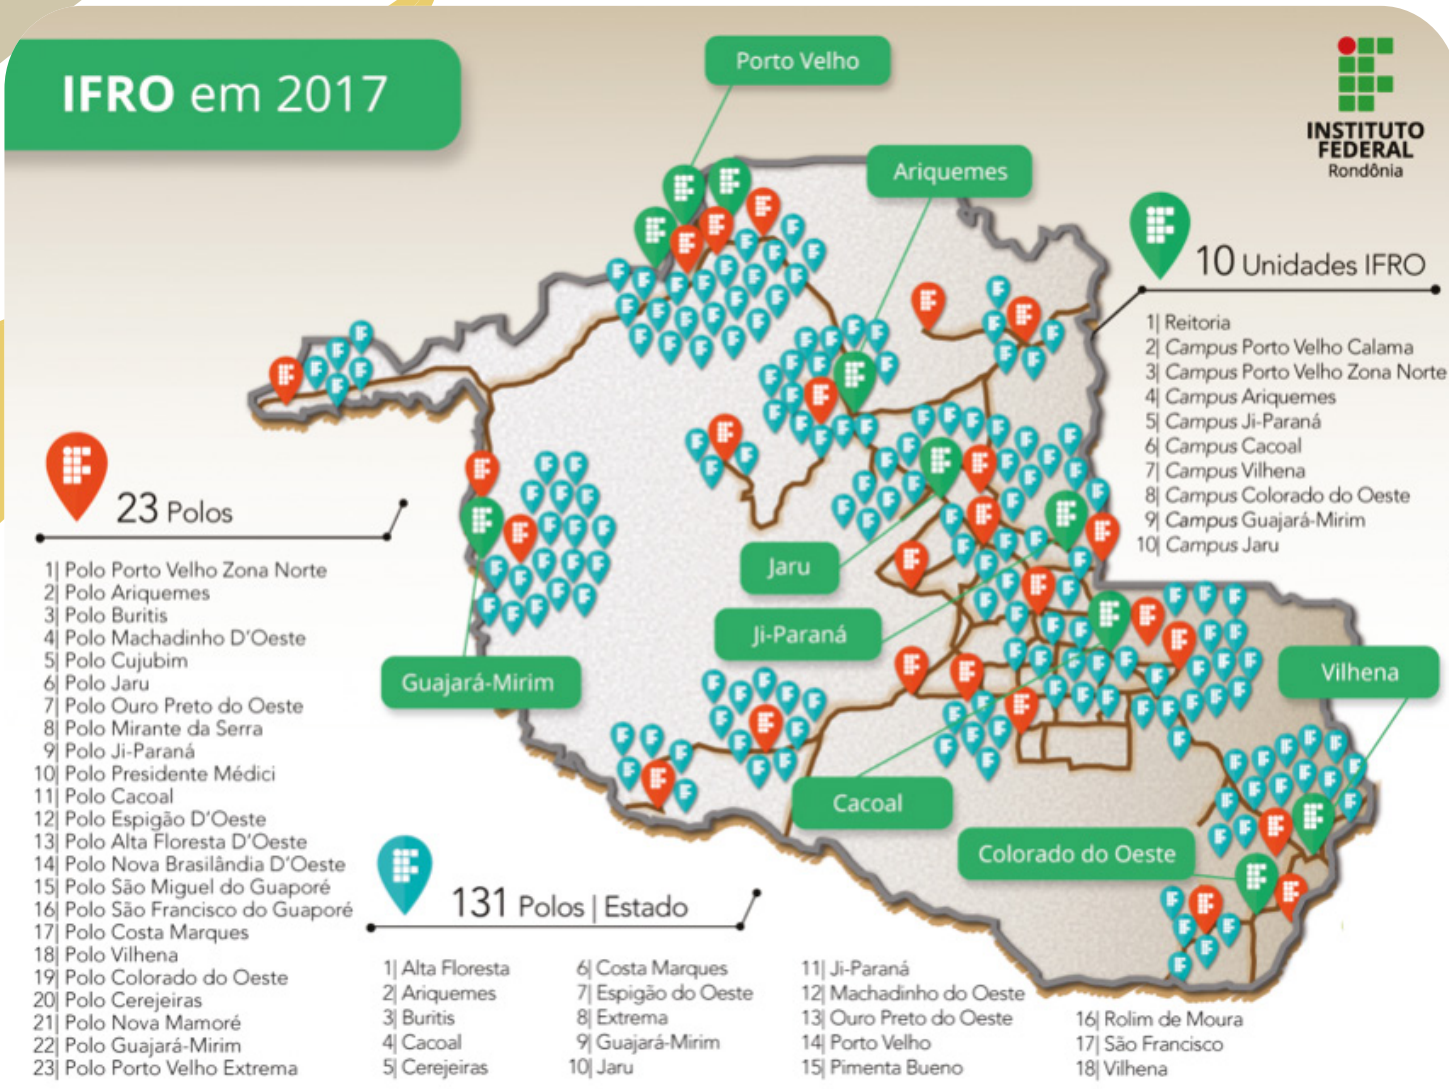 IFRO em 2017
Porto Velho
Ariquemes
INSTITUTO
FEDERAL
Rondônia
10 Unidades IFRO
1| Reitoria
2| Campus Porto Velho Calama
3| Campus Porto Velho Zona Norte
4| Campus Ariquemes
5| Campus Ji-Paraná
6| Campus Cacoal
7| Campus Vilhena
8| Campus Colorado do Oeste
9| Campus Guajará-Mirim
10| Campus Jaru
23 Polos
1| Polo Porto Velho Zona Norte
2| Polo Ariquemes
3| Polo Buritis
4| Polo Machadinho D'Oeste
5| Polo Cujubim
6| Polo Jaru
7| Polo Ouro Preto do Oeste
8| Polo Mirante da Serra
9| Polo Ji-Paraná
10| Polo Presidente Médici
11| Polo Cacoal
12| Polo Espigão D'Oeste
13| Polo Alta Floresta D'Oeste
14| Polo Nova Brasilândia D'Oeste
15| Polo São Miguel do Guaporé
16| Polo São Francisco do Guaporé
17| Polo Costa Marques
18| Polo Vilhena
19| Polo Colorado do Oeste
20| Polo Cerejeiras
21| Polo Nova Mamoré
22| Polo Guajará-Mirim
23| Polo Porto Velho Extrema
Jaru
Ji-Paraná
Guajará-Mirim
Vilhena
Cacoal
Colorado do Oeste
131 Polos | Estado
1| Alta Floresta
2| Ariquemes
3| Buritis
4| Cacoal
5| Cerejeiras
6| Costa Marques
7| Espigão do Oeste
8| Extrema
9| Guajará-Mirim
10| Jaru
11| Ji-Paraná
12| Machadinho do Oeste
13| Ouro Preto do Oeste
14| Porto Velho
15| Pimenta Bueno
16| Rolim de Moura
17| São Francisco
18| Vilhena